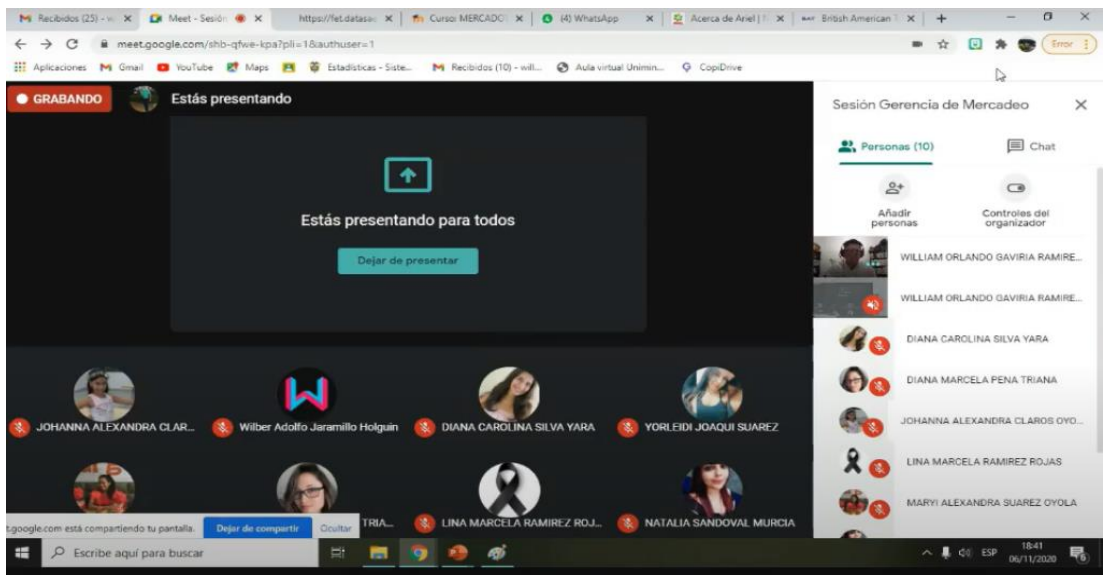 Recibidos (25) - w
Meet - Sesión
https://fet.datasae
Curso: MERCADO
(4) WhatsApp
Acerca de Ariel |
British American T
meet.google.com/shb-qfwe-kpa?pli=1&authuser=1
Error
Aplicaciones
Gmail
YouTube
Maps
Estadísticas - Siste...
Recibidos (10) - will...
Aula virtual Unimin...
CopiDrive
GRABANDO
Estás presentando
Estás presentando para todos
Dejar de presentar
JOHANNA ALEXANDRA CLAR...
Wilber Adolfo Jaramillo Holguin
DIANA CAROLINA SILVA YARA
YORLEIDI JOAQUI SUAREZ
TRIA...
LINA MARCELA RAMIREZ ROJ...
NATALIA SANDOVAL MURCIA
t.google.com está compartiendo tu pantalla.
Dejar de compartir
Ocultar
Sesión Gerencia de Mercadeo
Personas (10)
Chat
Añadir
personas
Controles del
organizador
WILLIAM ORLANDO GAVIRIA RAMIRE...
WILLIAM ORLANDO GAVIRIA RAMIRE...
DIANA CAROLINA SILVA YARA
DIANA MARCELA PENA TRIANA
JOHANNA ALEXANDRA CLAROS OYO...
LINA MARCELA RAMIREZ ROJAS
MARYI ALEXANDRA SUAREZ OYOLA
Escribe aquí para buscar
ESP
18:41
06/11/2020